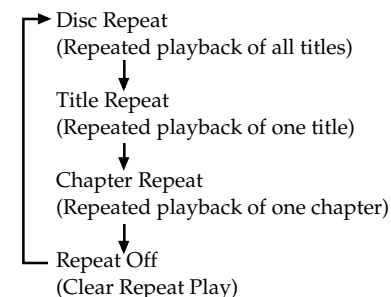 Disc Repeat
(Repeated playback of all titles)
Title Repeat
(Repeated playback of one title)
Chapter Repeat
(Repeated playback of one chapter)
Repeat Off
(Clear Repeat Play)